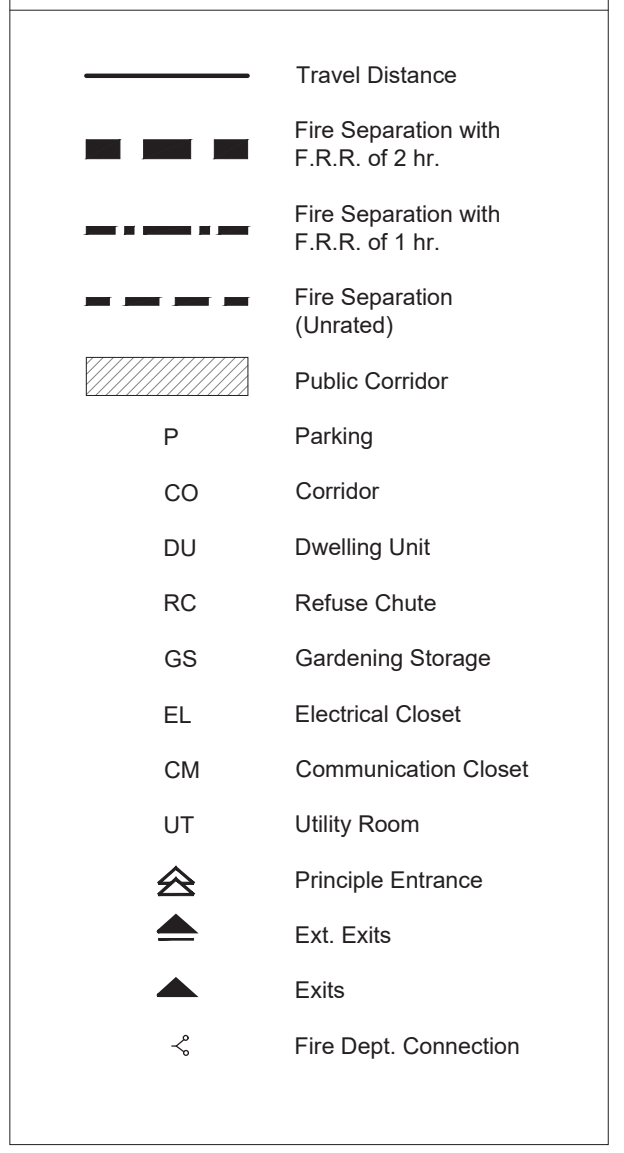 Travel Distance
Fire Separation with
F.R.R. of 2 hr.
Fire Separation with
F.R.R. of 1 hr.
Fire Separation
(Unrated)
Public Corridor
P Parking
CO Corridor
DU Dwelling Unit
RC Refuse Chute
GS Gardening Storage
EL Electrical Closet
CM Communication Closet
UT Utility Room
Principle Entrance
Ext. Exits
Exits
Fire Dept. Connection